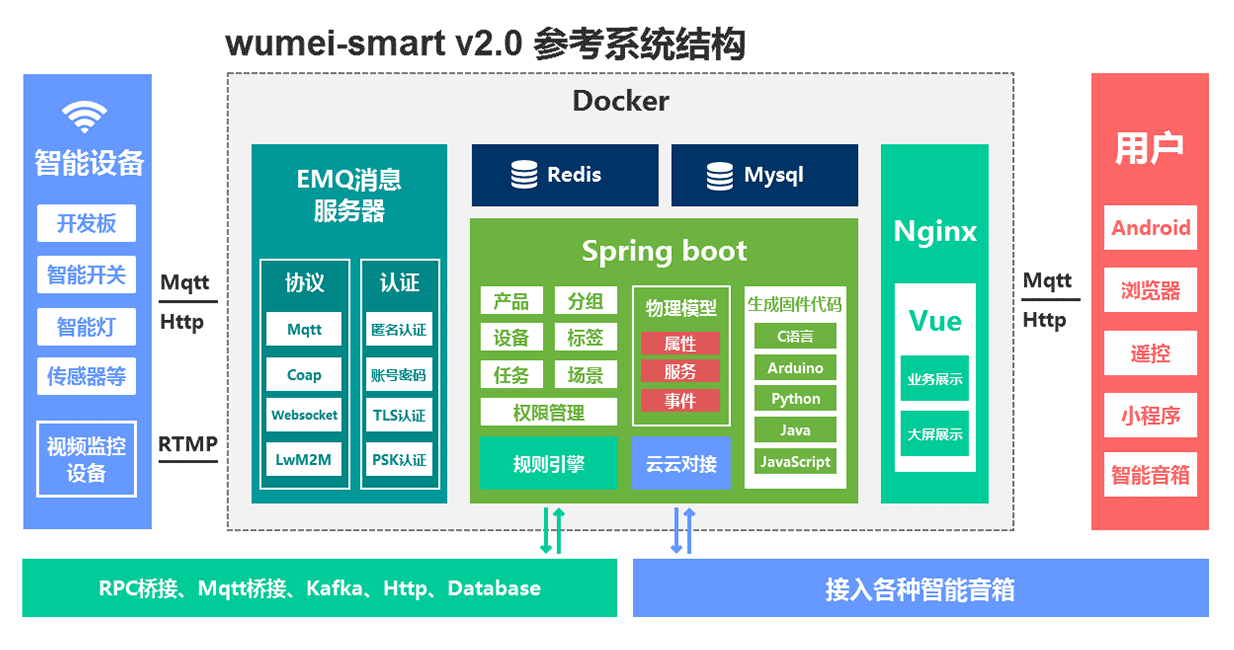 wumei-smart v2.0 参考系统结构
智能设备
开发板
智能开关
智能灯
传感器等
视频监控
设备
Mqtt
Http
RTMP
Docker
EMQ消息
服务器
协议
Mqtt
Coap
Websocket
LwM2M
认证
匿名认证
账号密码
TLS认证
PSK认证
Redis
Mysql
Spring boot
产品
分组
设备
标签
任务
场景
权限管理
规则引擎
物理模型
属性
服务
事件
云云对接
生成固件代码
C语言
Arduino
Python
Java
JavaScript
Nginx
Vue
业务展示
大屏展示
Mqtt
Http
用户
Android
浏览器
遥控
小程序
智能音箱
RPC桥接、Mqtt桥接、Kafka、Http、Database
接入各种智能音箱